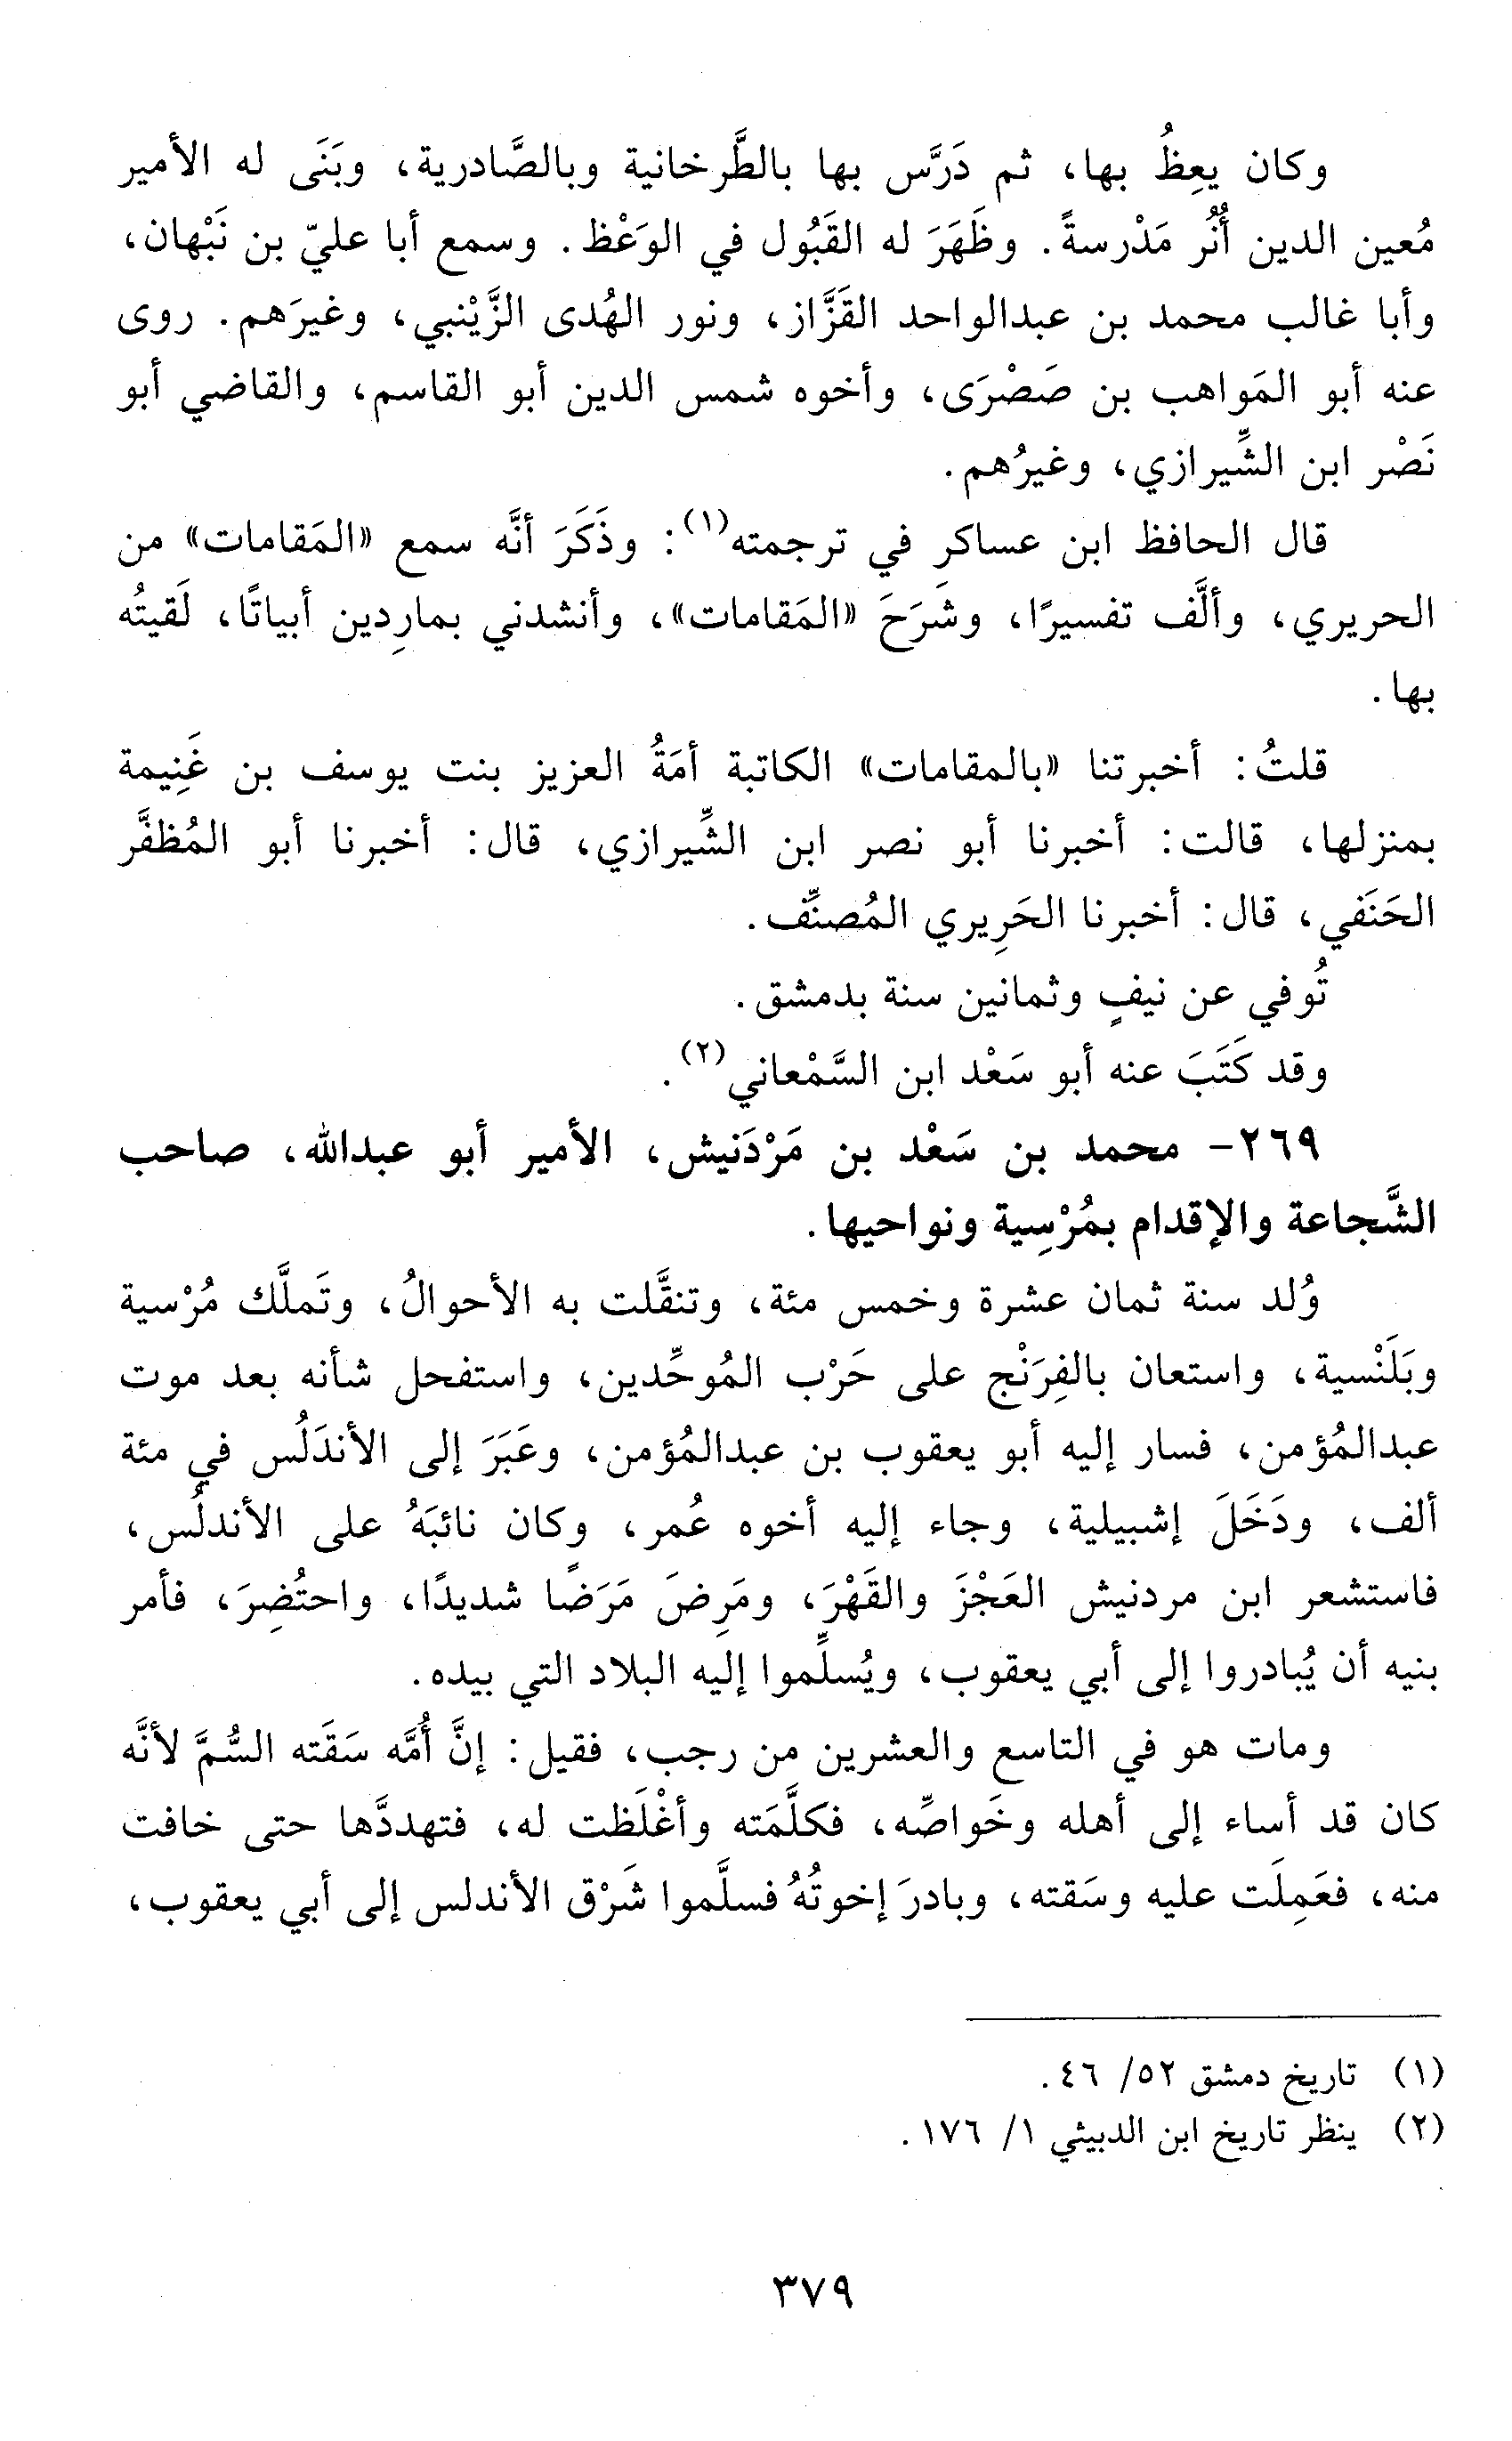 وكان يعِظُ بها، ثم دَرَّس بها بالطَّرخانية وبالصَّادرية، وبَنَى له الأمير
مُعين الدين أُنُر مَدْرسةً. وظَهَرَ له القَبُول في الوَعْظ. وسمع أبا عليّ بن نَبْهان،
وأبا غالب محمد بن عبدالواحد القَزَّاز، ونور الهُدى الزَّيْنبي، وغيرَهم. روى
عنه أبو المَواهب بن صَصْرَى، وأخوه شمس الدين أبو القاسم، والقاضي أبو
نَصْر ابن الشِّيرازي، وغيرُهم.
قال الحافظ ابن عساكر في ترجمته(١): وذَكَرَ أنَّه سمع «المَقامات» من
الحريري، وألَّف تفسيرًا، وشَرَحَ «المَقامات»، وأنشدني بمارِدين أبياتًا، لَقيتُه
بها.
قلتُ: أخبرتنا «بالمقامات» الكاتبة أمَةُ العزيز بنت يوسف بن غَنِيمة
بمنزلها، قالت: أخبرنا أبو نصر ابن الشِّيرازي، قال: أخبرنا أبو المُظفَّر
الحَنَفي، قال: أخبرنا الحَرِيري المُصنِّف.
تُوفي عن نيفٍ وثمانين سنة بدمشق.
وقد كَتَبَ عنه أبو سَعْد ابن السَّمْعاني(٢).
٢٦٩- محمد بن سَعْد بن مَرْدَنيش، الأمير أبو عبدالله، صاحب
الشَّجاعة والإقدام بمُرْسِية ونواحيها.
وُلد سنة ثمان عشرة وخمس مئة، وتنقَّلت به الأحوالُ، وتَملَّك مُرْسية
وبَلَنْسية، واستعان بالفِرَنْج على حَرْب المُوحِّدين، واستفحل شأنه بعد موت
عبدالمُؤمن، فسار إليه أبو يعقوب بن عبدالمُؤمن، وعَبَرَ إلى الأندَلُس في مئة
ألف، ودَخَلَ إشبيلية، وجاء إليه أخوه عُمر، وكان نائبَهُ على الأندلُس،
فاستشعر ابن مردنيش العَجْزَ والقَهْرَ، ومَرِضَ مَرَضًا شديدًا، واحتُضِرَ، فأمر
بنيه أن يُبادروا إلى أبي يعقوب، ويُسلِّموا إليه البلاد التي بيده.
ومات هو في التاسع والعشرين من رجب، فقيل: إنَّ أُمَّه سَقَته السُّمَّ لأنَّه
كان قد أساء إلى أهله وخَواصِّه، فكلَّمَته وأغْلَظت له، فتهددَّها حتى خافت
منه، فعَمِلَت عليه وسَقته، وبادرَ إخوتُهُ فسلَّموا شَرْق الأندلس إلى أبي يعقوب،
(١) تاريخ دمشق ٥٢/ ٤٦.
(٢) ينظر تاريخ ابن الدبيثي ١/ ١٧٦.
٣٧٩